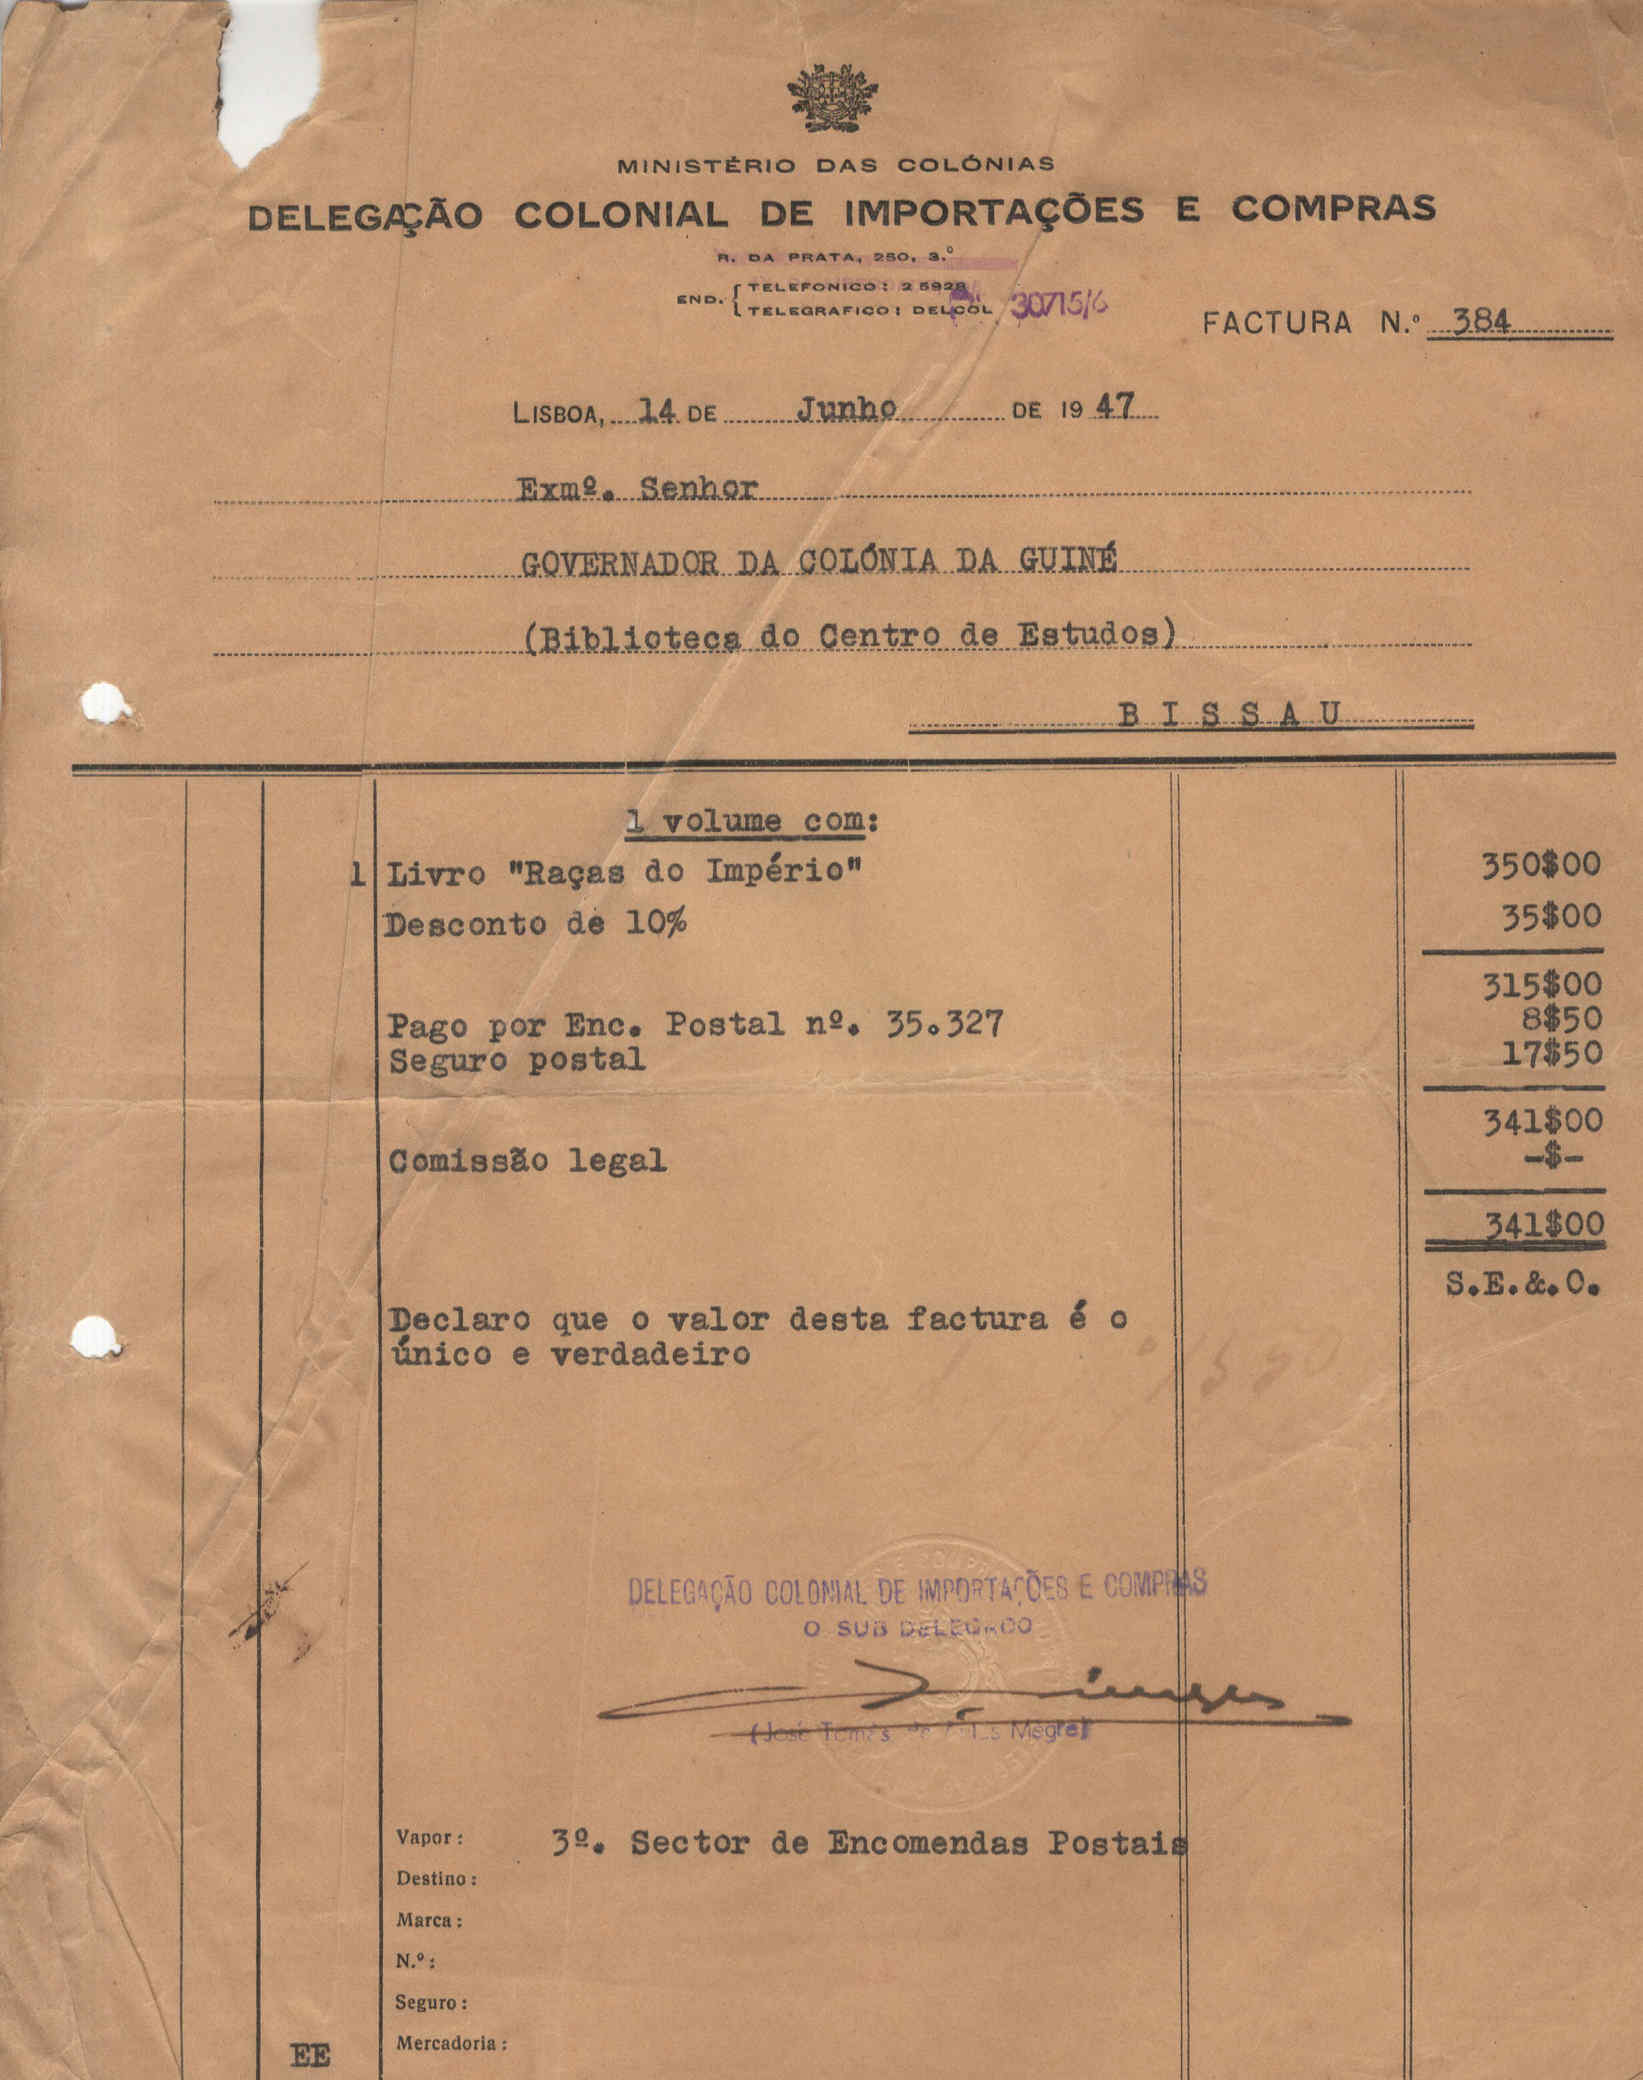 MINISTÉRIO DAS COLÓNIAS
DELEGAÇÃO COLONIAL DE IMPORTAÇÕES E COMPRAS
R. DA PRATA, 250, 3.º
END. { TELEFONICO: 25928
TELEGRAFICO: DELCOL
30715/6
FACTURA N.º 384
LISBOA, 14 DE Junho DE 1947
Exmº. Senhor
GOVERNADOR DA COLÓNIA DA GUINÉ
(Biblioteca do Centro de Estudos)
B I S S A U
1 volume com:
1 Livro "Raças do Império" 350$00
Desconto de 10% 35$00
315$00
Pago por Enc. Postal nº. 35.327 8$50
Seguro postal 17$50
341$00
Comissão legal -$-
341$00
S.E.&.O.
Declaro que o valor desta factura é o
único e verdadeiro
DELEGAÇÃO COLONIAL DE IMPORTAÇÕES E COMPRAS
O SUB DELEGADO
(José Tomás de Mégre)
Vapor: 3º. Sector de Encomendas Postais
Destino:
Marca:
N.º:
Seguro:
EE Mercadoria: